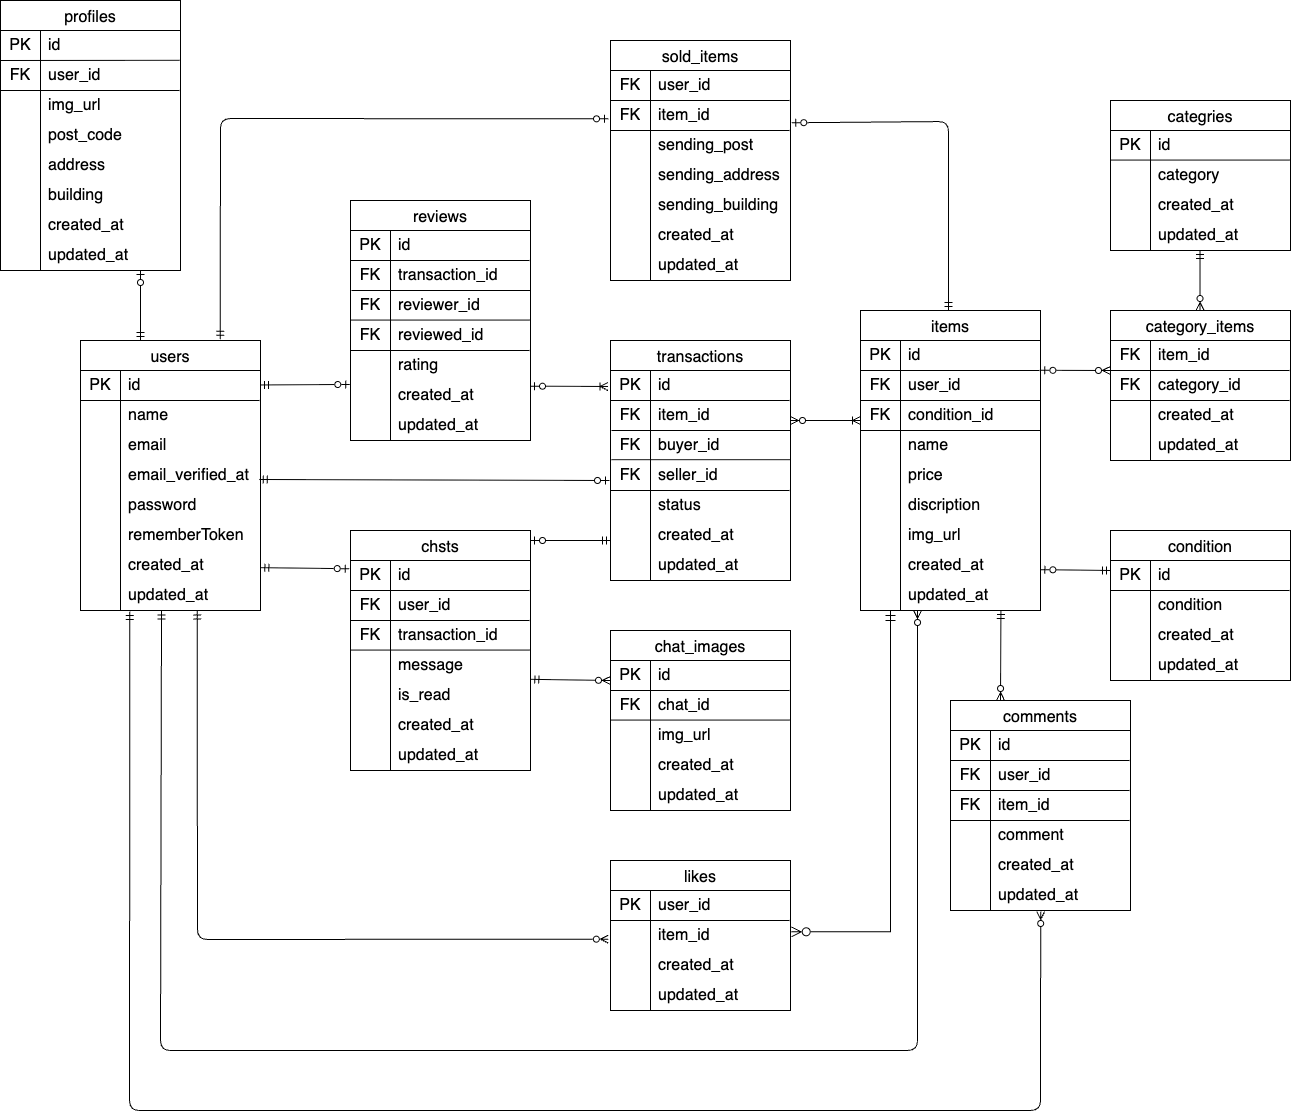 profiles
PK id
FK user_id
img_url
post_code
address
building
created_at
updated_at
sold_items
FK user_id
FK item_id
sending_post
sending_address
sending_building
created_at
updated_at
categries
PK id
category
created_at
updated_at
reviews
PK id
FK transaction_id
FK reviewer_id
FK reviewed_id
rating
created_at
updated_at
users
PK id
name
email
email_verified_at
password
rememberToken
created_at
updated_at
transactions
PK id
FK item_id
FK buyer_id
FK seller_id
status
created_at
updated_at
items
PK id
FK user_id
FK condition_id
name
price
discription
img_url
created_at
updated_at
category_items
FK item_id
FK category_id
created_at
updated_at
chsts
PK id
FK user_id
FK transaction_id
message
is_read
created_at
updated_at
condition
PK id
condition
created_at
updated_at
chat_images
PK id
FK chat_id
img_url
created_at
updated_at
comments
PK id
FK user_id
FK item_id
comment
created_at
updated_at
likes
PK user_id
item_id
created_at
updated_at